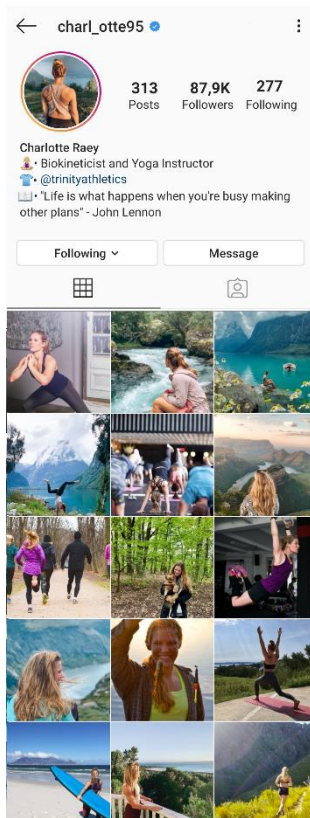 charl_otte95
313
87,9K
277
Posts
Followers
Following
Charlotte Raey
• Biokineticist and Yoga Instructor
• @trinityathletics
• "Life is what happens when you're busy making
other plans" - John Lennon
Following
Message